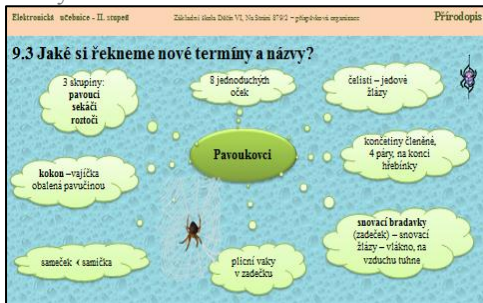 Elektronická učebnice - II. stupeň
Základní škola Děčín VI, Na Stráni 879/2 – příspěvková organizace
Přírodopis
9.3 Jaké si řekneme nové termíny a názvy?
3 skupiny:
pavouci
sekáči
roztoči
8 jednoduchých
oček
čelisti – jedové
žlázy
Pavoukovci
končetiny členěné,
4 páry, na konci
hřebínky
kokon –vajíčka
obalená pavučinou
snovací bradavky
(zadeček) – snovací
žlázy – vlákno, na
vzduchu tuhne
sameček < samička
plicní vaky
v zadečku